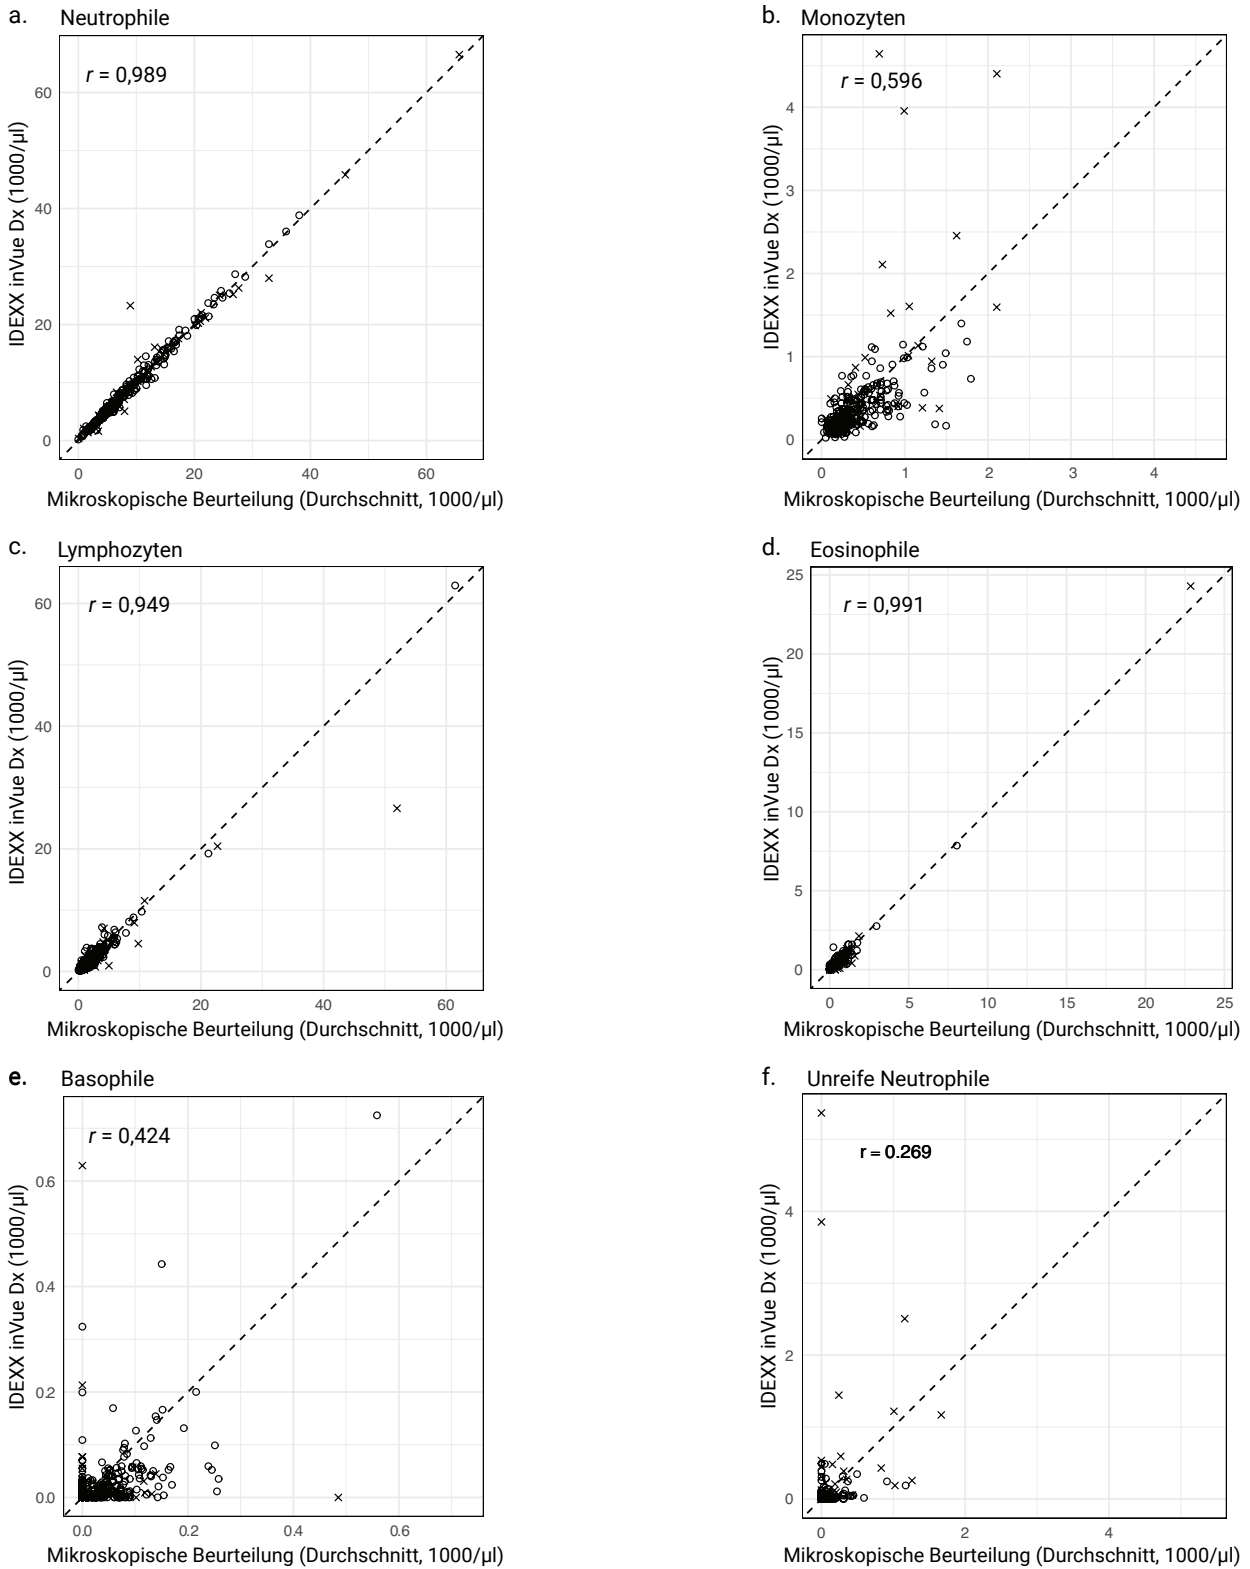 a. Neutrophile
r = 0,989
IDEXX inVue Dx (1000/µl)
60
40
20
0
0 20 40 60
Mikroskopische Beurteilung (Durchschnitt, 1000/µl)
b. Monozyten
r = 0,596
IDEXX inVue Dx (1000/µl)
4
3
2
1
0
0 1 2 3 4
Mikroskopische Beurteilung (Durchschnitt, 1000/µl)
c. Lymphozyten
r = 0,949
IDEXX inVue Dx (1000/µl)
60
40
20
0
0 20 40 60
Mikroskopische Beurteilung (Durchschnitt, 1000/µl)
d. Eosinophile
r = 0,991
IDEXX inVue Dx (1000/µl)
25
20
15
10
5
0
0 5 10 15 20 25
Mikroskopische Beurteilung (Durchschnitt, 1000/µl)
e. Basophile
r = 0,424
IDEXX inVue Dx (1000/µl)
0.6
0.4
0.2
0.0
0.0 0.2 0.4 0.6
Mikroskopische Beurteilung (Durchschnitt, 1000/µl)
f. Unreife Neutrophile
r = 0.269
IDEXX inVue Dx (1000/µl)
4
2
0
0 2 4
Mikroskopische Beurteilung (Durchschnitt, 1000/µl)